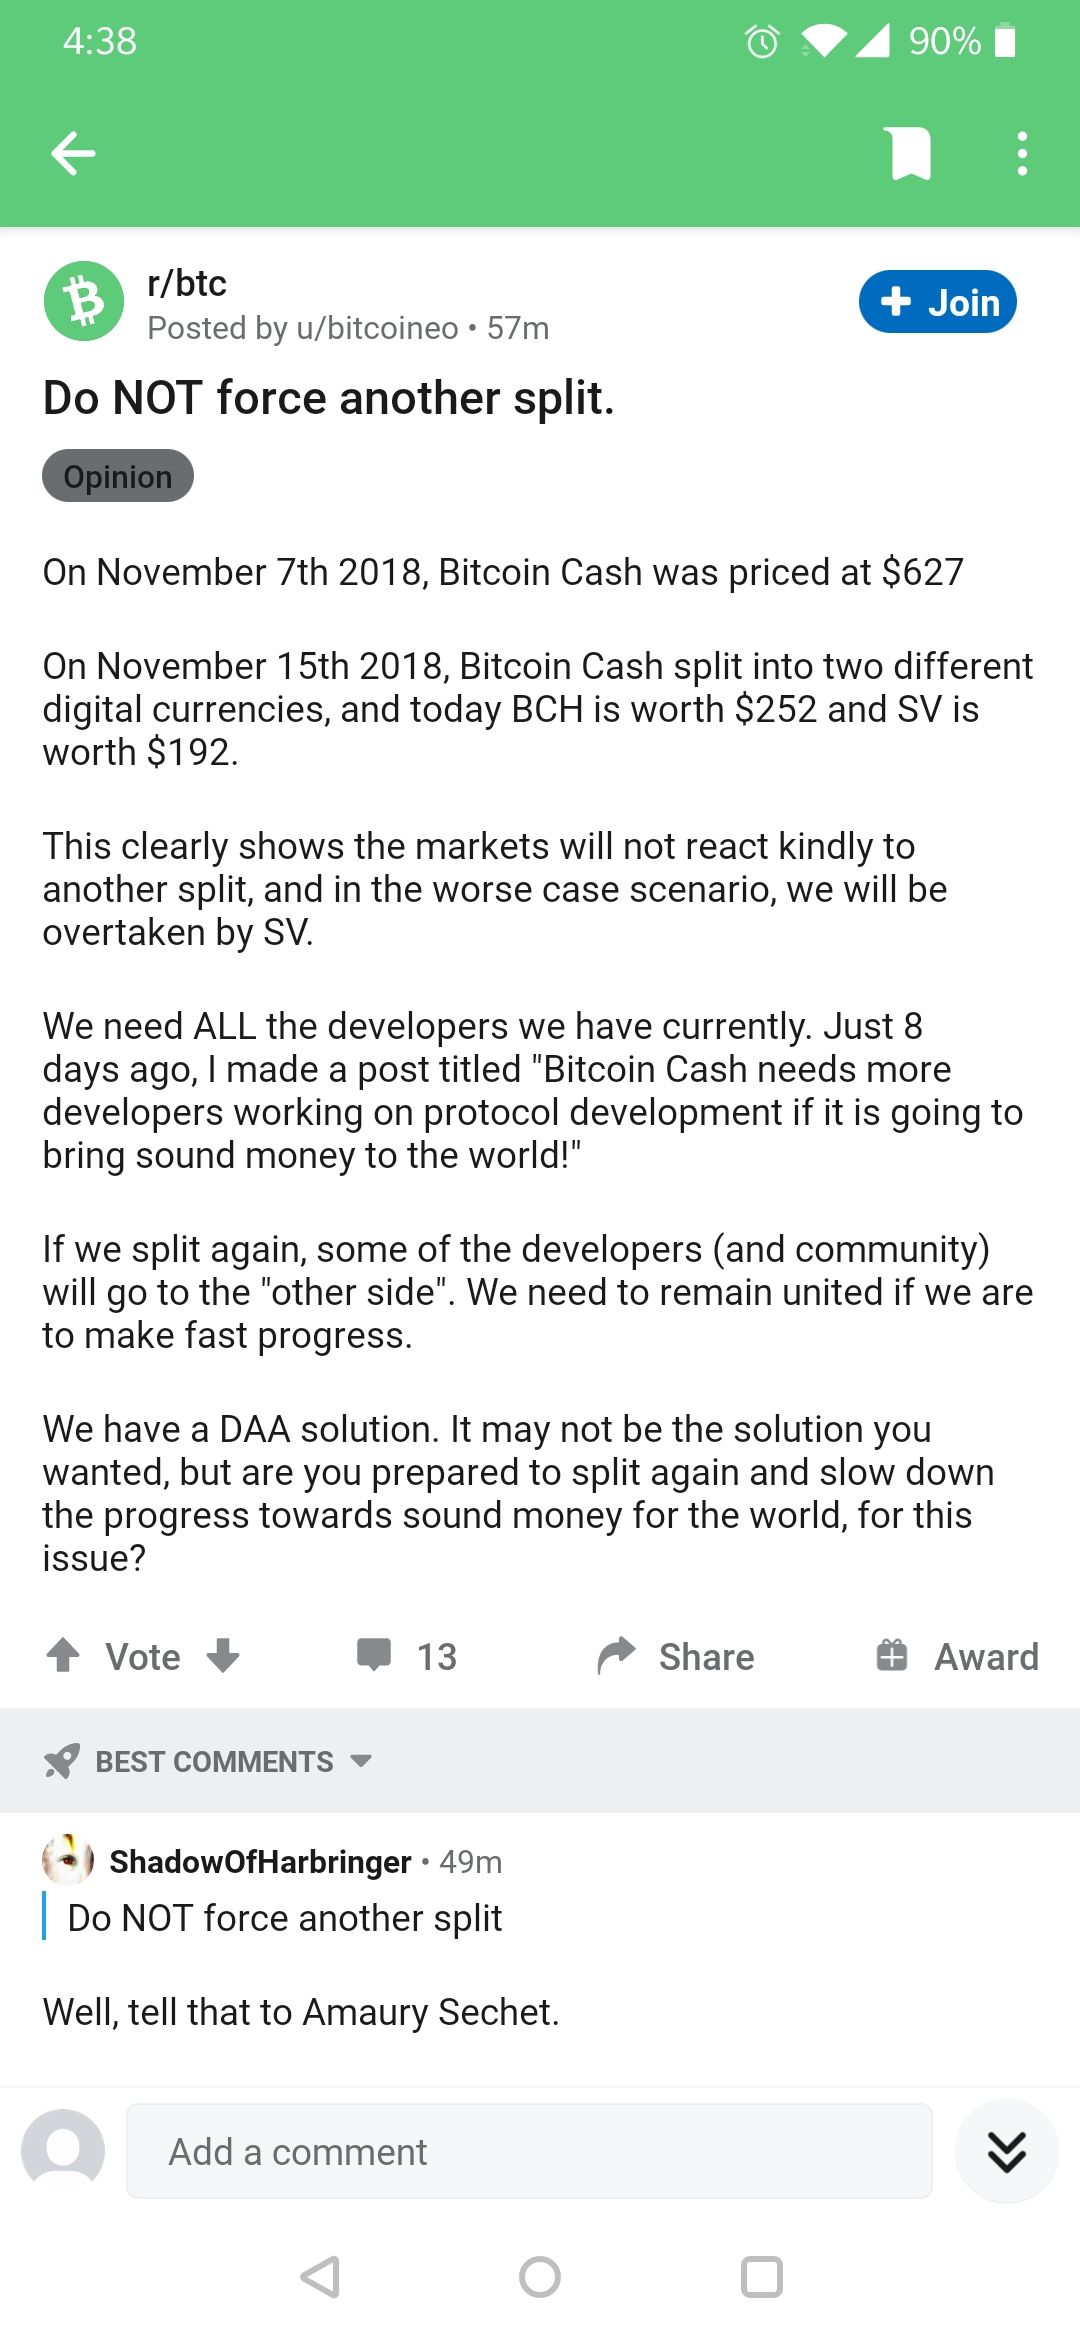 4:38
90%
r/btc
Posted by u/bitcoineo • 57m
+ Join
Do NOT force another split.
Opinion
On November 7th 2018, Bitcoin Cash was priced at $627
On November 15th 2018, Bitcoin Cash split into two different
digital currencies, and today BCH is worth $252 and SV is
worth $192.
This clearly shows the markets will not react kindly to
another split, and in the worse case scenario, we will be
overtaken by SV.
We need ALL the developers we have currently. Just 8
days ago, I made a post titled "Bitcoin Cash needs more
developers working on protocol development if it is going to
bring sound money to the world!"
If we split again, some of the developers (and community)
will go to the "other side". We need to remain united if we are
to make fast progress.
We have a DAA solution. It may not be the solution you
wanted, but are you prepared to split again and slow down
the progress towards sound money for the world, for this
issue?
Vote
13
Share
Award
BEST COMMENTS
ShadowOfHarbringer • 49m
Do NOT force another split
Well, tell that to Amaury Sechet.
Add a comment